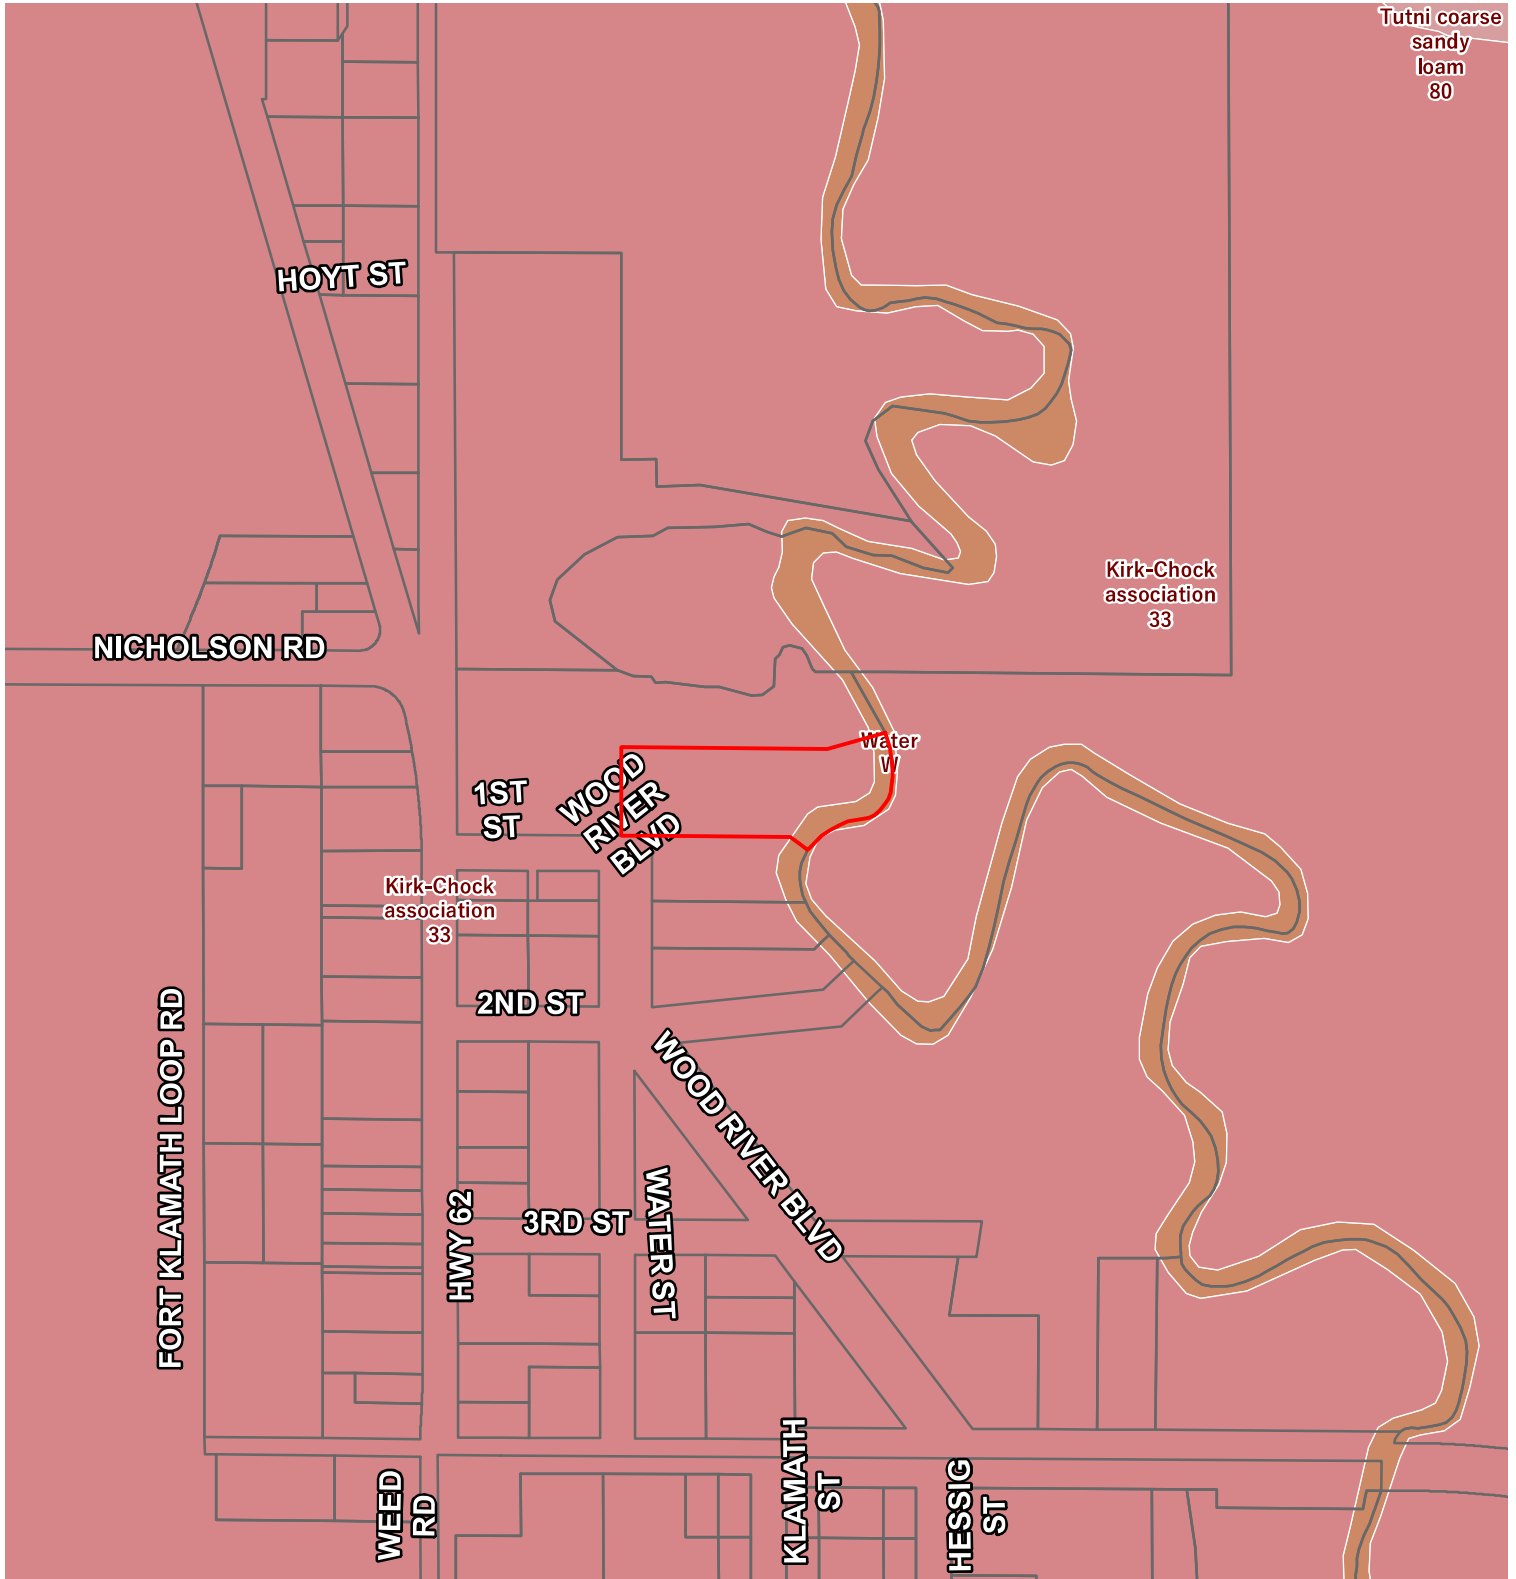 Tutni coarse
sandy
loam
80
HOYT ST
Kirk-Chock
association
33
NICHOLSON RD
Water
W
1ST
ST
WOOD
RIVER
BLVD
Kirk-Chock
association
33
2ND ST
FORT KLAMATH LOOP RD
WOOD RIVER BLVD
HWY 62
3RD ST
WATER ST
WEED
RD
KLAMATH
ST
HESSIG
ST